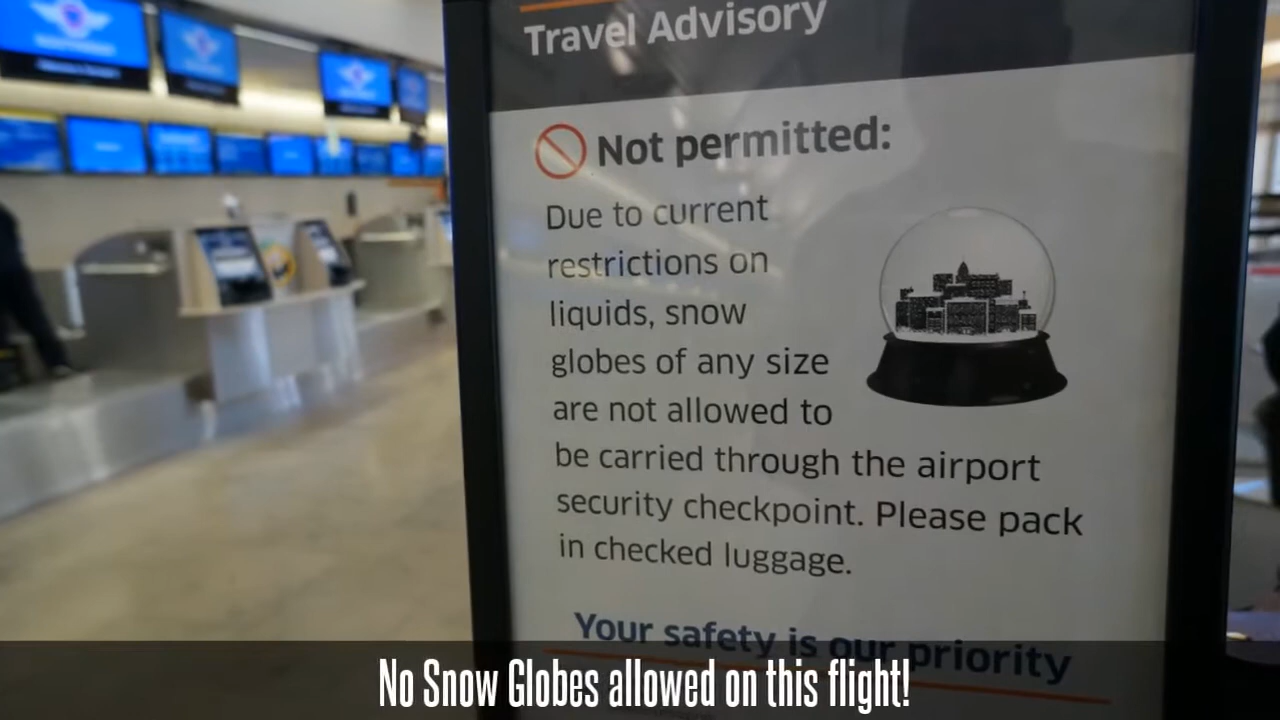 Travel Advisory
Not permitted:
Due to current
restrictions on
liquids, snow
globes of any size
are not allowed to
be carried through the airport
security checkpoint. Please pack
in checked luggage.
Your safety is our priority
No Snow Globes allowed on this flight!